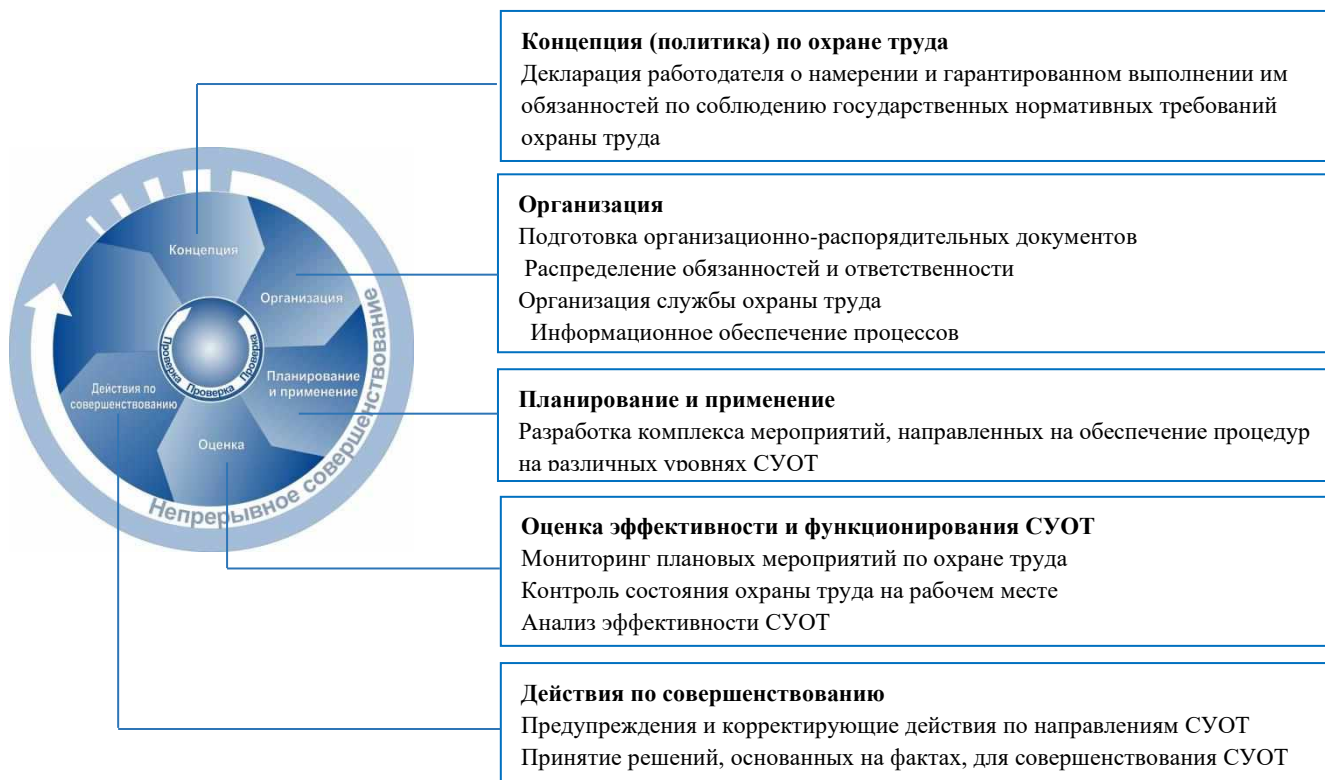 Концепция (политика) по охране труда
Декларация работодателя о намерении и гарантированном выполнении им
обязанностей по соблюдению государственных нормативных требований
охраны труда
Организация
Подготовка организационно-распорядительных документов
Распределение обязанностей и ответственности
Организация службы охраны труда
Информационное обеспечение процессов
Планирование и применение
Разработка комплекса мероприятий, направленных на обеспечение процедур
на различных уровнях СУОТ
Оценка эффективности и функционирования СУОТ
Мониторинг плановых мероприятий по охране труда
Контроль состояния охраны труда на рабочем месте
Анализ эффективности СУОТ
Действия по совершенствованию
Предупреждения и корректирующие действия по направлениям СУОТ
Принятие решений, основанных на фактах, для совершенствования СУОТ
Концепция
Организация
Планирование
и применение
Оценка
Действия по
совершенствованию
Проверка Проверка Проверка
Непрерывное совершенствование